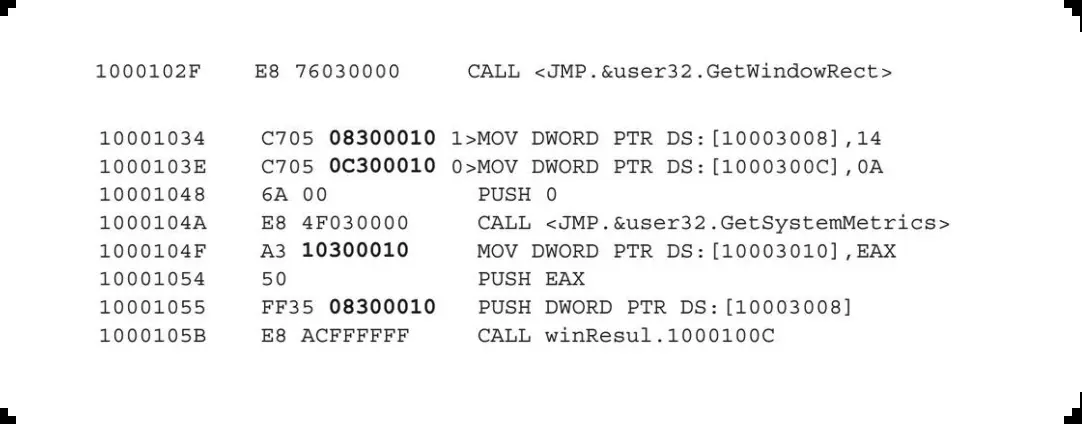 1000102F E8 76030000 CALL <JMP.&user32.GetWindowRect>
10001034 C705 08300010 1>MOV DWORD PTR DS:[10003008],14
1000103E C705 0C300010 0>MOV DWORD PTR DS:[1000300C],0A
10001048 6A 00 PUSH 0
1000104A E8 4F030000 CALL <JMP.&user32.GetSystemMetrics>
1000104F A3 10300010 MOV DWORD PTR DS:[10003010],EAX
10001054 50 PUSH EAX
10001055 FF35 08300010 PUSH DWORD PTR DS:[10003008]
1000105B E8 ACFFFFFF CALL winResul.1000100C